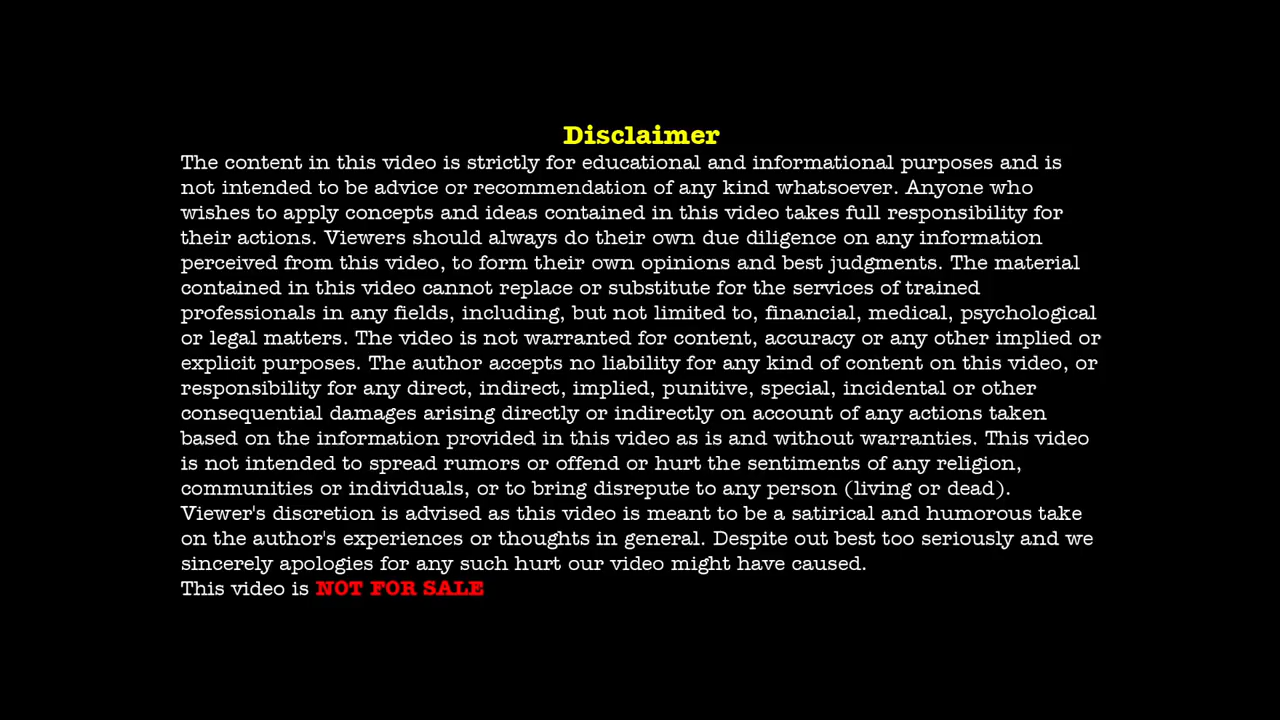 Disclaimer
The content in this video is strictly for educational and informational purposes and is
not intended to be advice or recommendation of any kind whatsoever. Anyone who
wishes to apply concepts and ideas contained in this video takes full responsibility for
their actions. Viewers should always do their own due diligence on any information
perceived from this video, to form their own opinions and best judgments. The material
contained in this video cannot replace or substitute for the services of trained
professionals in any fields, including, but not limited to, financial, medical, psychological
or legal matters. The video is not warranted for content, accuracy or any other implied or
explicit purposes. The author accepts no liability for any kind of content on this video, or
responsibility for any direct, indirect, implied, punitive, special, incidental or other
consequential damages arising directly or indirectly on account of any actions taken
based on the information provided in this video as is and without warranties. This video
is not intended to spread rumors or offend or hurt the sentiments of any religion,
communities or individuals, or to bring disrepute to any person (living or dead).
Viewer's discretion is advised as this video is meant to be a satirical and humorous take
on the author's experiences or thoughts in general. Despite out best too seriously and we
sincerely apologies for any such hurt our video might have caused.
This video is NOT FOR SALE